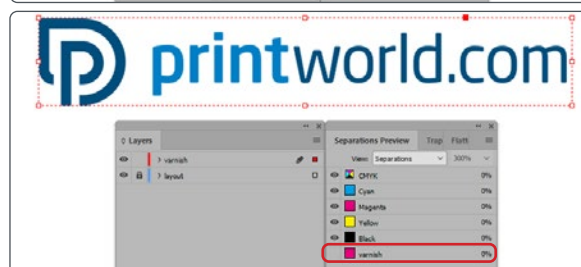 printworld.com
Layers
varnish
layout
Separations Preview Trap Flatt
View: Separations 300%
CMYK 0%
Cyan 0%
Magenta 0%
Yellow 0%
Black 0%
varnish 0%